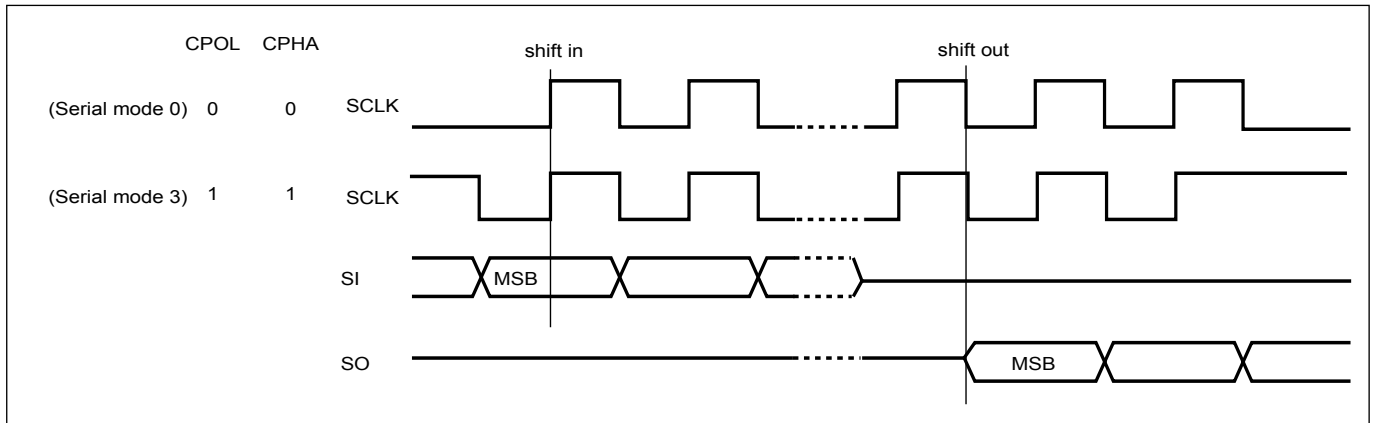 CPOL CPHA shift in shift out
(Serial mode 0) 0 0 SCLK
(Serial mode 3) 1 1 SCLK
SI MSB
SO MSB